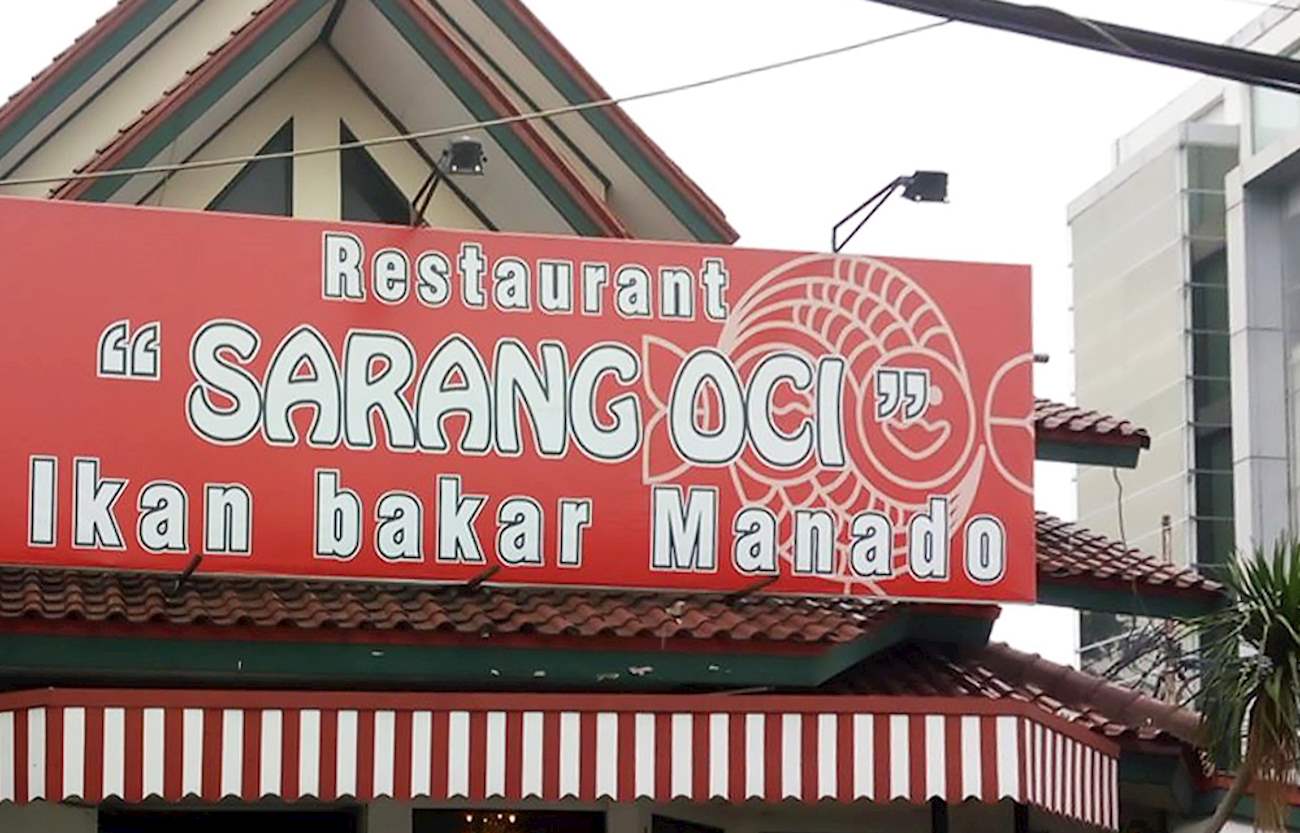 Restaurant
“SARANG OCI”
Ikan bakar Manado